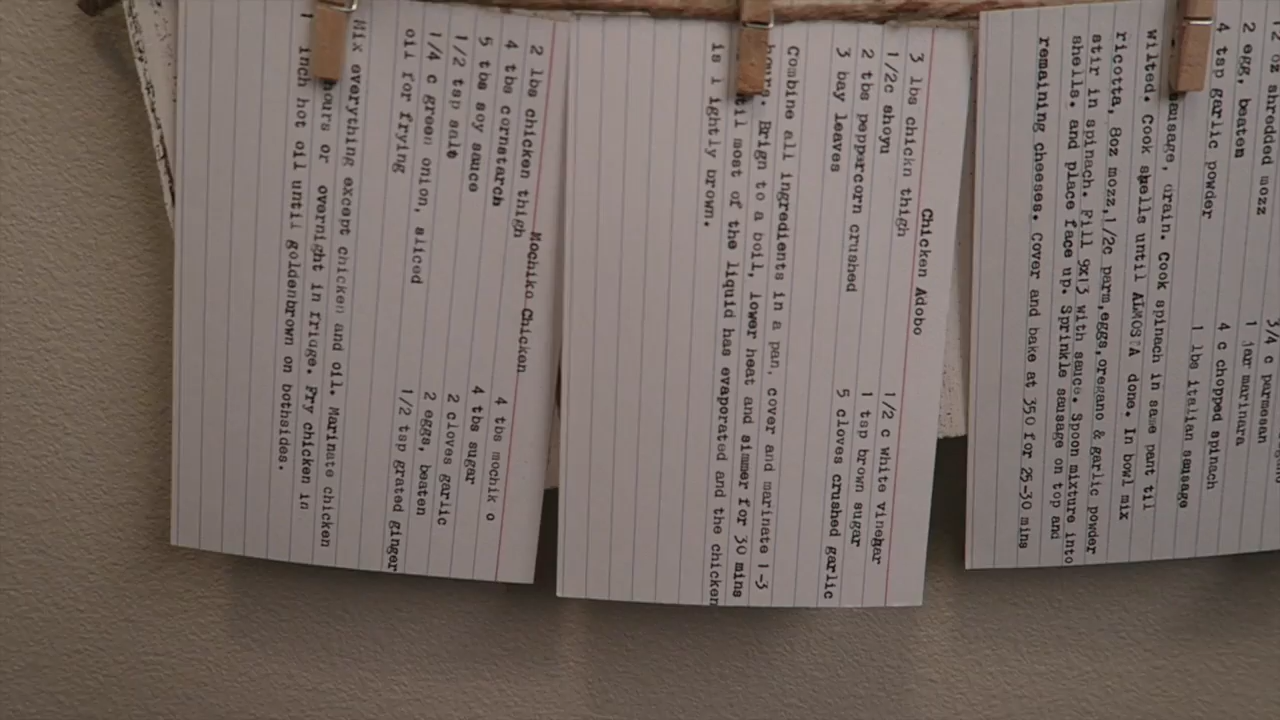 Mochiko Chicken
2 lbs chicken thigh 4 tbs mochik o
4 tbs cornstarch 4 tbs sugar
5 tbs soy sauce 2 cloves garlic
1/2 tsp salt 2 eggs, beaten
1/4 c green onion, sliced 1/2 tsp grated ginger
oil for frying
Mix everything except chicken and oil. Marinate chicken
hours or overnight in fridge. Fry chicken in
1 inch hot oil until goldenbrown on bothsides.
Chicken Adobo
3 lbs chickn thigh 1/2 c white vinegar
1/2c shoyu 1 tsp brown sugar
2 tbs peppercorn crushed 5 cloves crushed garlic
3 bay leaves
Combine all ingredients in a pan, cover and marinate 1-3
hours. Brign to a boil, lower heat and simmer for 30 mins
til most of the liquid has evaporated and the chicken
is l ightly brown.
12 oz shredded mozz 3/4 c parmesan
2 egg, beaten 1 jar marinara
4 tsp garlic powder 4 c chopped spinach
1 lbs italian sausage
sausage, drain. Cook spinach in same pant til
wilted. Cook shells until ALMOSTA done. In bowl mix
ricotta, 8oz mozz,1/2c parm,eggs,oregano & garlic powder
stir in spinach. Fill 9x13 with sauce. Spoon mixture into
shells. and place face up. Sprinkle sausage on top and
remaining cheeses. Cover and bake at 350 for 25-30 mins